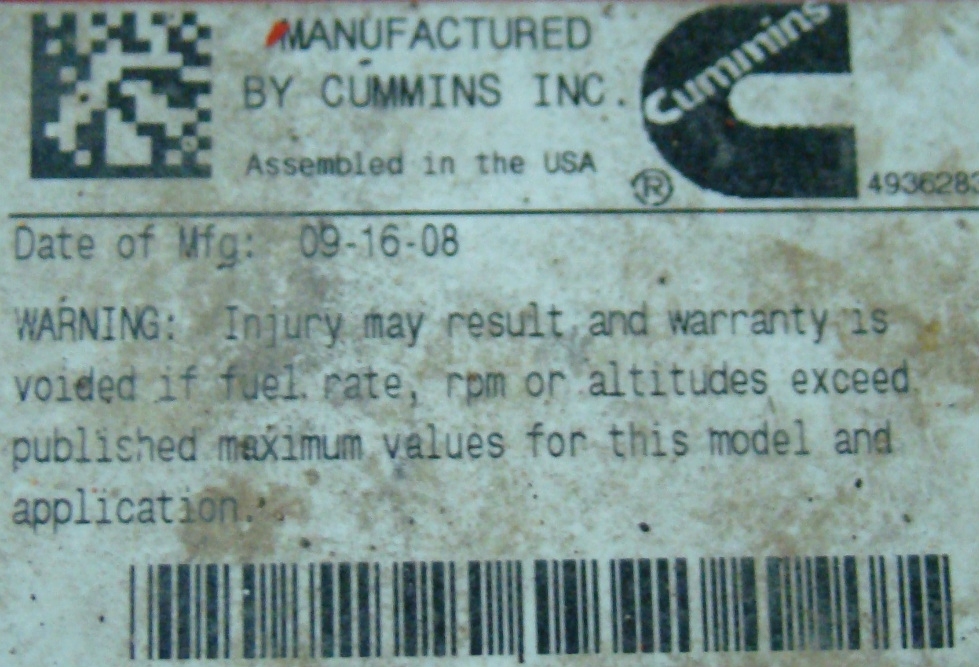 MANUFACTURED
BY CUMMINS INC.
Cummins
Assembled in the USA
®
4936283
Date of Mfg: 09-16-08
WARNING: Injury may result and warranty is
voided if fuel rate, rpm or altitudes exceed
published maximum values for this model and
application.